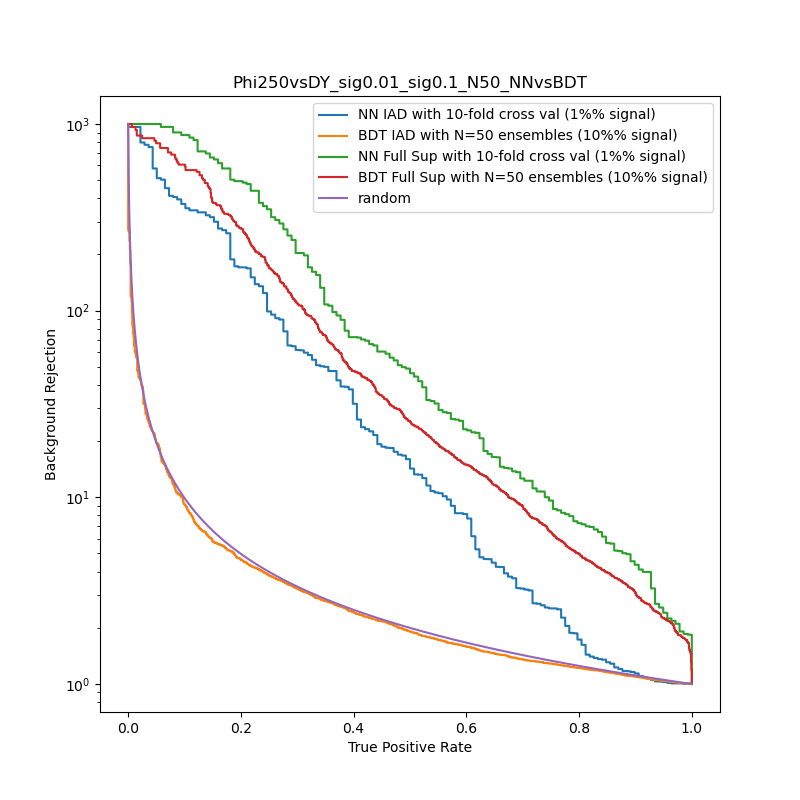 Phi250vsDY_sig0.01_sig0.1_N50_NNvsBDT
NN IAD with 10-fold cross val (1%% signal)
BDT IAD with N=50 ensembles (10%% signal)
NN Full Sup with 10-fold cross val (1%% signal)
BDT Full Sup with N=50 ensembles (10%% signal)
random
Background Rejection
10³
10²
10¹
10⁰
0.0 0.2 0.4 0.6 0.8 1.0
True Positive Rate